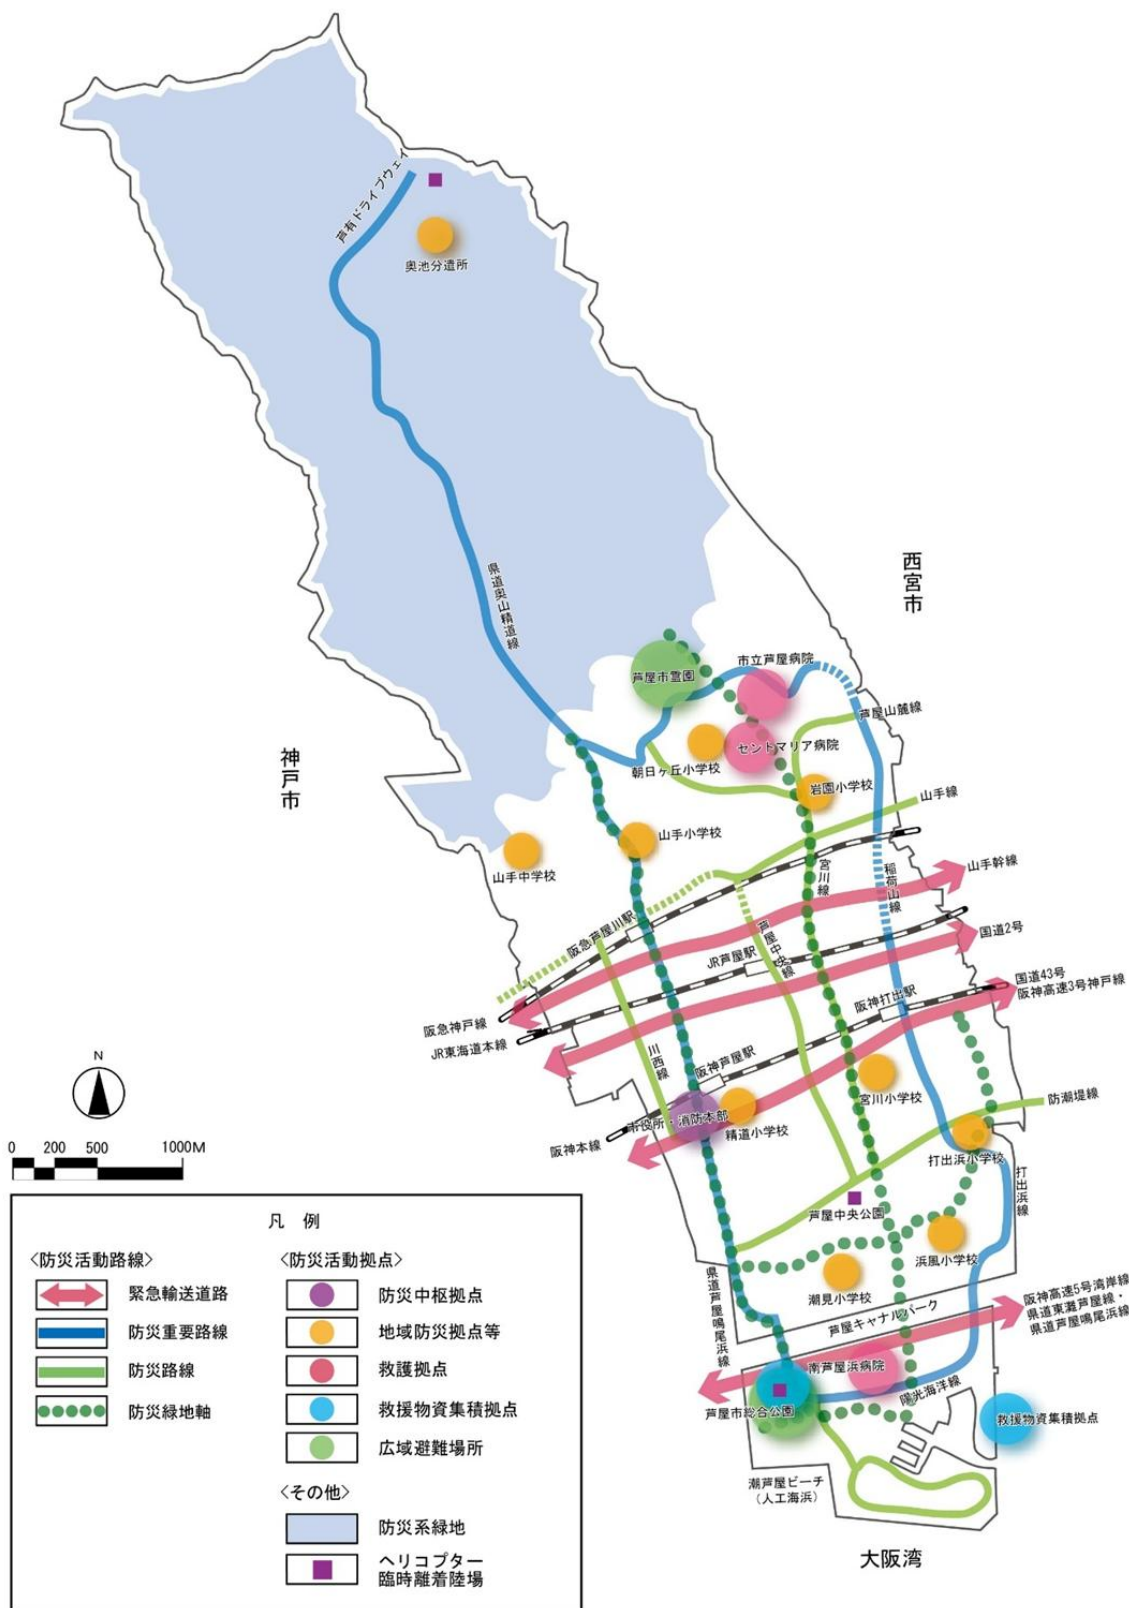 芦有ドライブウェイ
奥池分遣所
県道奥山精道線
西宮市
神戸市
芦屋市霊園
市立芦屋病院
芦屋山麓線
セントマリア病院
朝日ヶ丘小学校
岩園小学校
山手線
山手小学校
山手中学校
宮川線
稲荷山線
山手幹線
阪急芦屋川駅
芦屋中央線
JR芦屋駅
国道2号
阪神打出駅
国道43号
阪神高速3号神戸線
阪急神戸線
JR東海道本線
川西線
阪神芦屋駅
宮川小学校
防潮堤線
市役所・消防本部
精道小学校
阪神本線
打出浜小学校
打出浜線
芦屋中央公園
浜風小学校
潮見小学校
県道芦屋鳴尾浜線
芦屋キャナルパーク
阪神高速5号湾岸線・
県道東灘芦屋線・
県道芦屋鳴尾浜線
南芦屋浜病院
陽光海洋線
芦屋市総合公園
救援物資集積拠点
潮芦屋ビーチ
（人工海浜）
大阪湾
N
0 200 500 1000M
凡 例
〈防災活動路線〉
緊急輸送道路
防災重要路線
防災路線
防災緑地軸
〈防災活動拠点〉
防災中枢拠点
地域防災拠点等
救護拠点
救援物資集積拠点
広域避難場所
〈その他〉
防災系緑地
ヘリコプター
臨時離着陸場